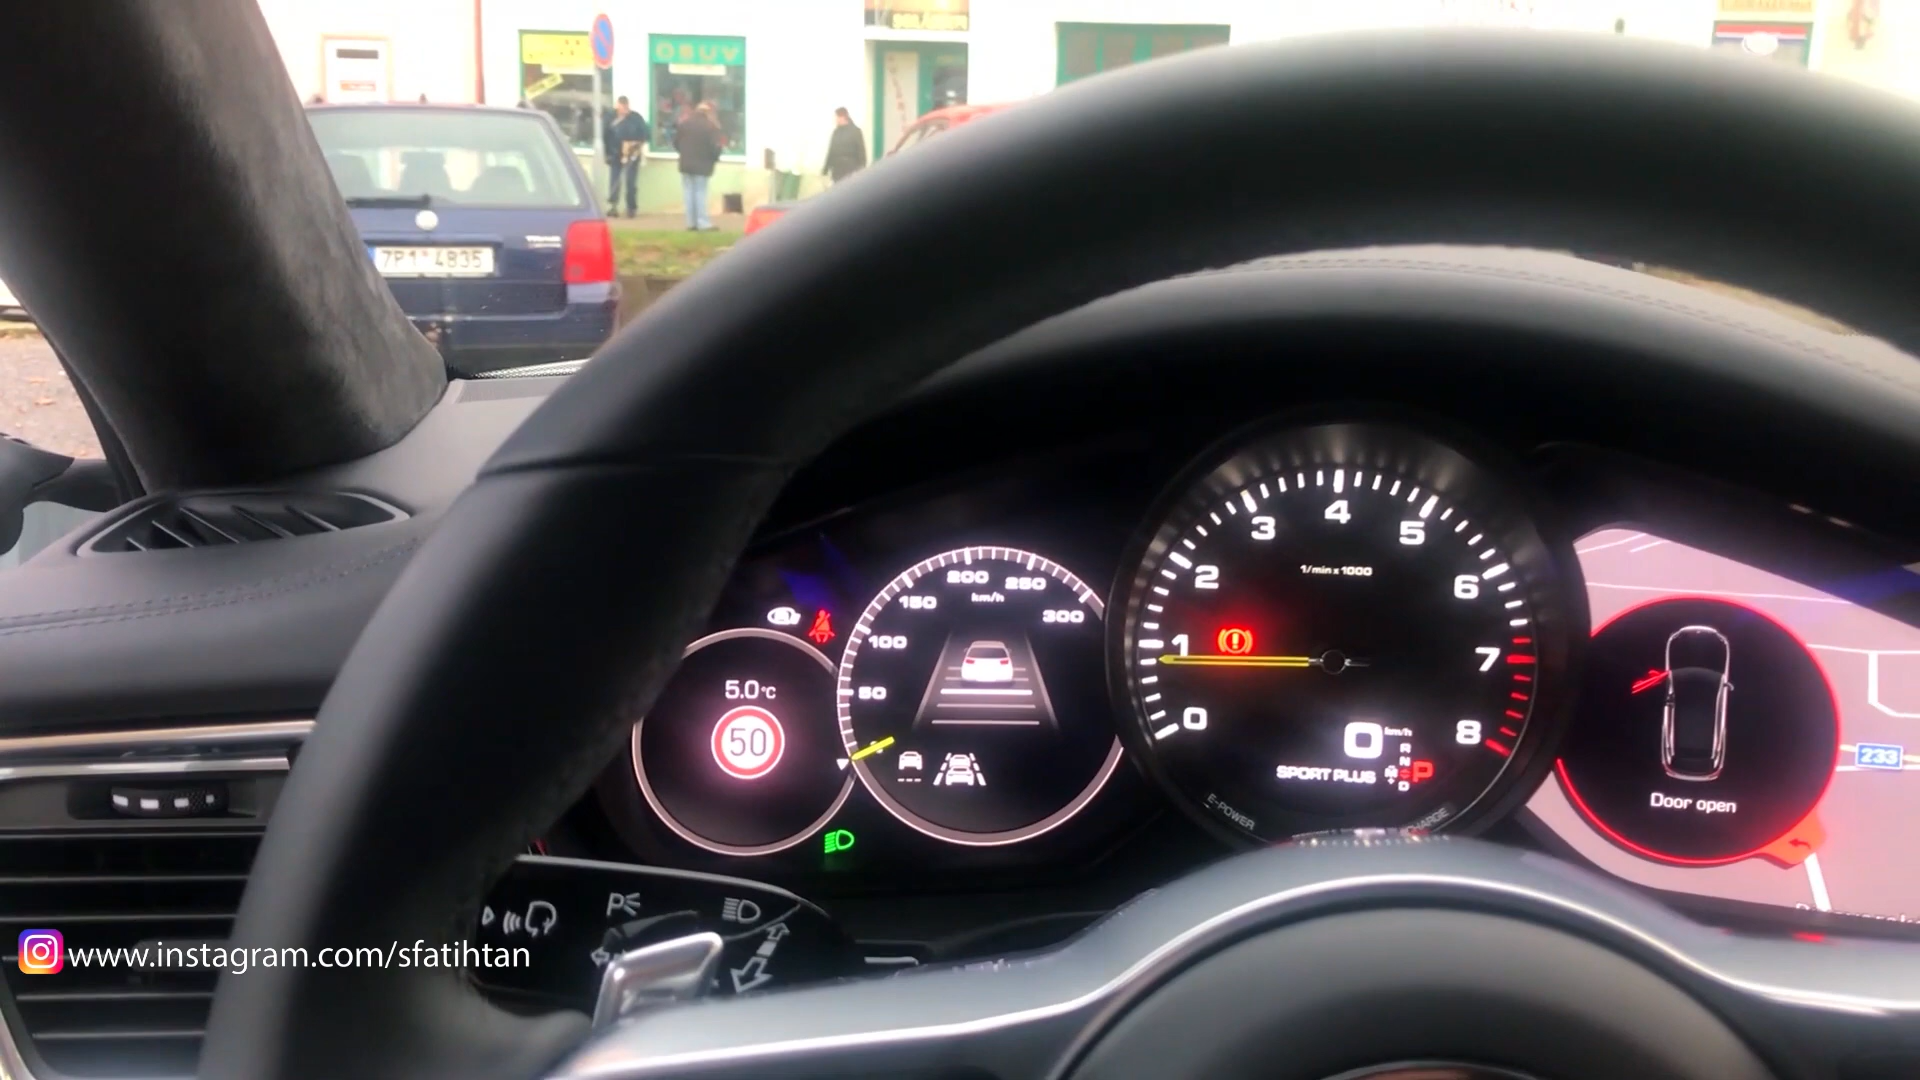 OBUV
7P1 4835
200
250
km/h
150
300
100
50
5.0°C
50
4
3
5
1/min x 1000
2
6
1
7
0
8
0 km/h
R
N
M
D
P
SPORT PLUS
E-POWER
CHARGE
Door open
233
P
www.instagram.com/sfatihtan